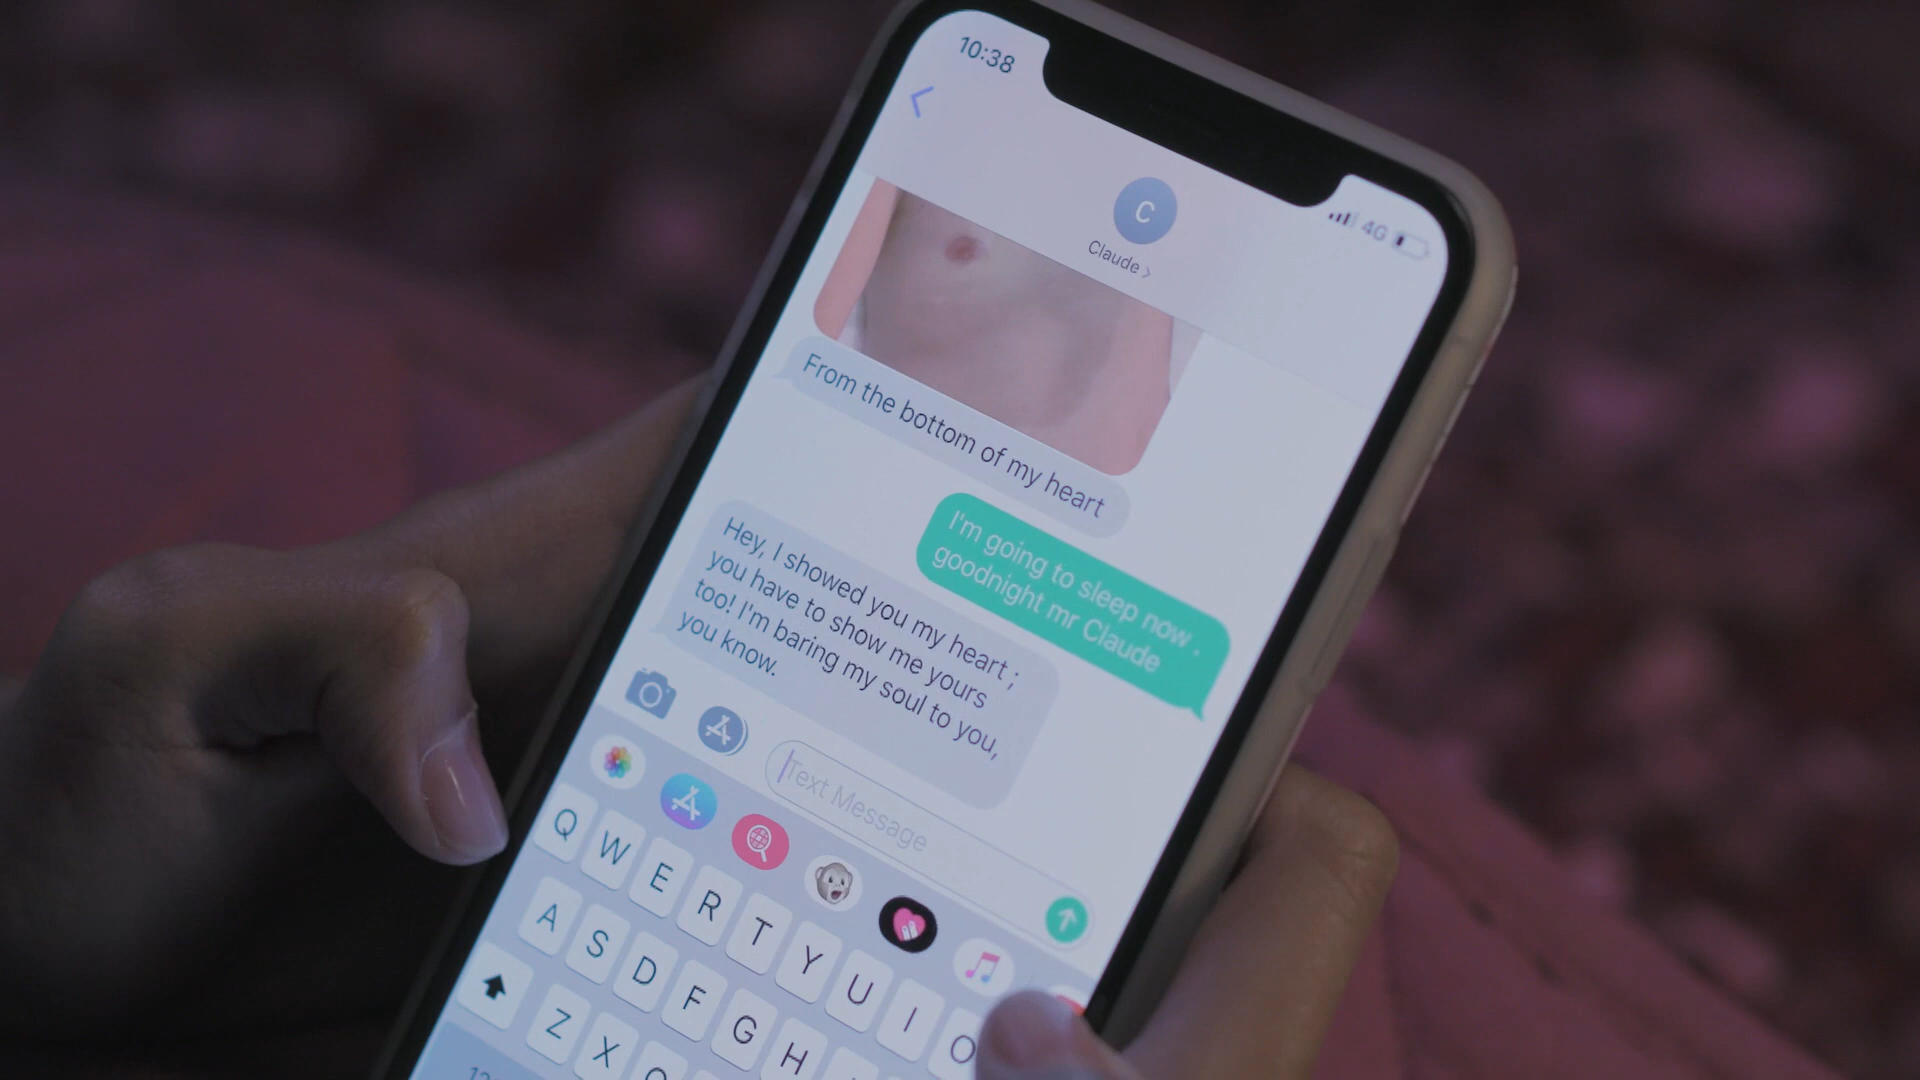 10:38
4G
C
Claude >
From the bottom of my heart
I'm going to sleep now .
goodnight mr Claude
Hey, I showed you my heart ;
you have to show me yours
too! I'm baring my soul to you,
you know.
Text Message
Q W E R T Y U I O
A S D F G H
Z X